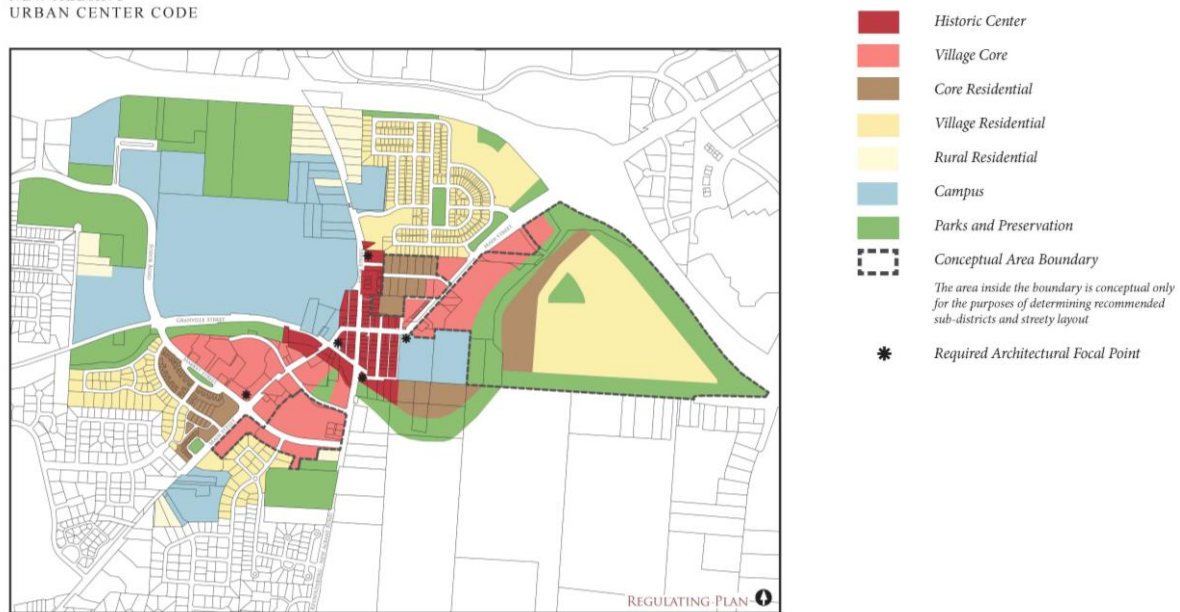 URBAN CENTER CODE
Historic Center
Village Core
Core Residential
Village Residential
Rural Residential
Campus
Parks and Preservation
Conceptual Area Boundary
The area inside the boundary is conceptual only
for the purposes of determining recommended
sub-districts and streety layout
Required Architectural Focal Point
MAIN STREET
GRANVILLE STREET
REGULATING PLAN